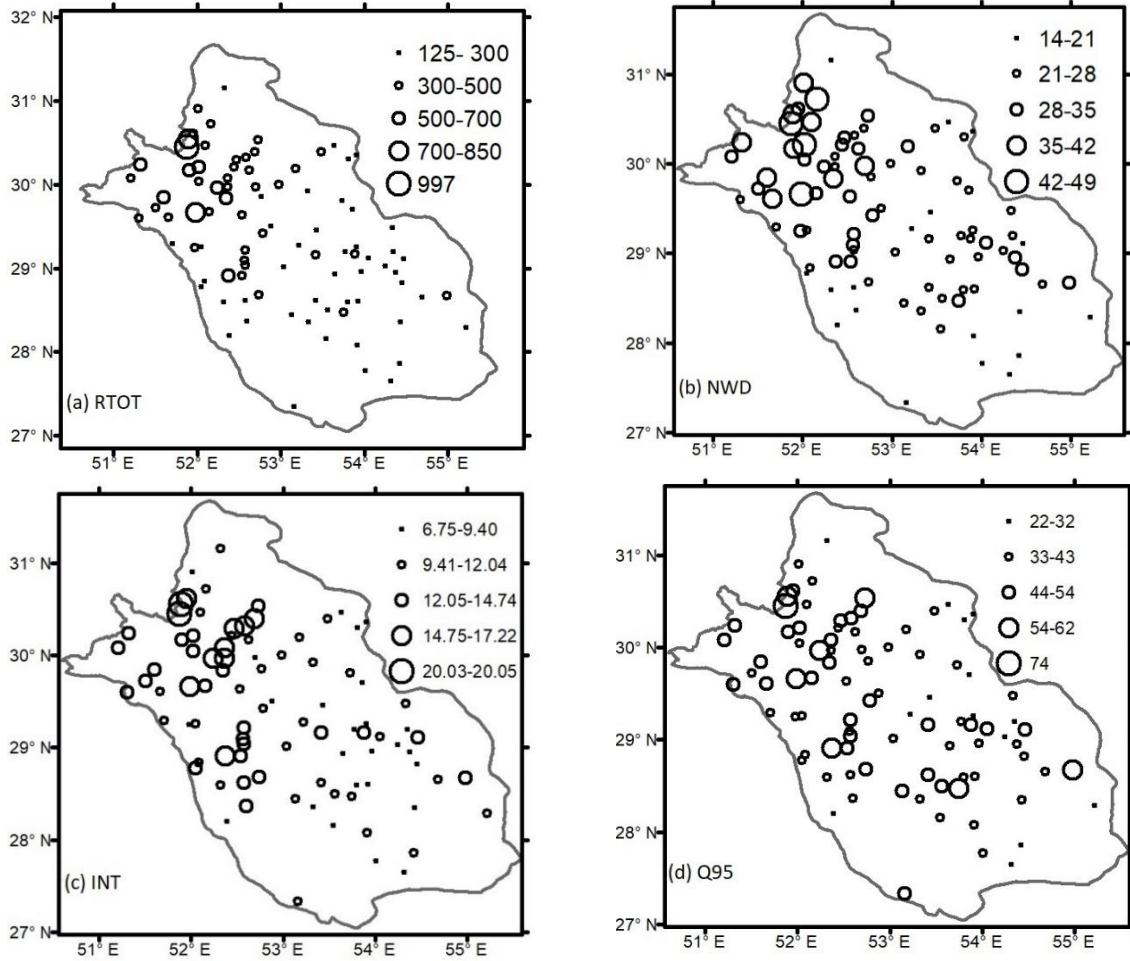 32° N
31° N
30° N
29° N
28° N
27° N
125- 300
300-500
500-700
700-850
997
(a) RTOT
51° E
52° E
53° E
54° E
55° E
31° N
30° N
29° N
28° N
27° N
14-21
21-28
28-35
35-42
42-49
(b) NWD
51° E
52° E
53° E
54° E
55° E
31° N
30° N
29° N
28° N
27° N
6.75-9.40
9.41-12.04
12.05-14.74
14.75-17.22
20.03-20.05
(c) INT
51° E
52° E
53° E
54° E
55° E
31° N
30° N
29° N
28° N
27° N
22-32
33-43
44-54
54-62
74
(d) Q95
51° E
52° E
53° E
54° E
55° E